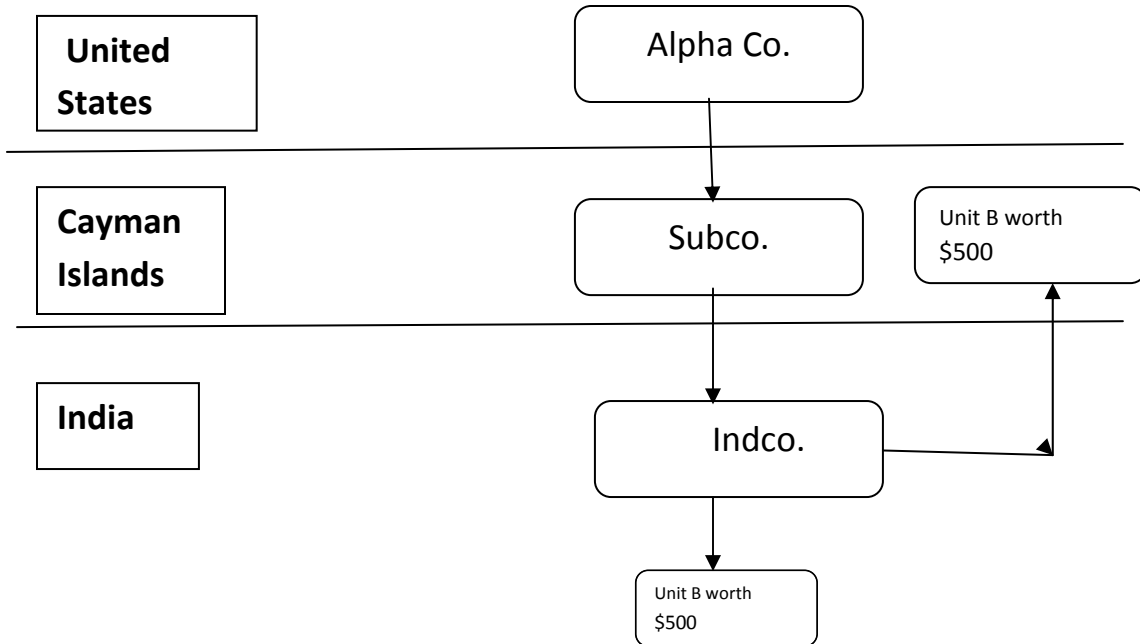 United
States
Alpha Co.
Cayman
Islands
Subco.
Unit B worth
$500
India
Indco.
Unit B worth
$500